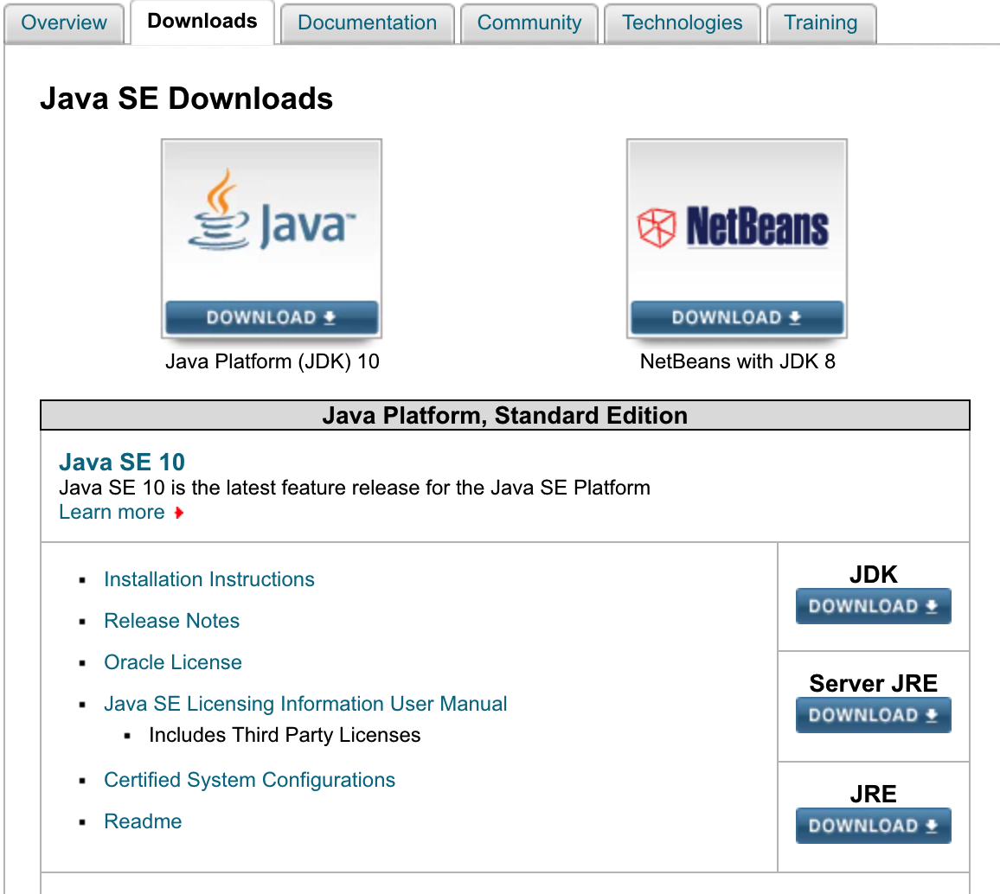 Overview Downloads Documentation Community Technologies Training
Java SE Downloads
Java™ NetBeans
DOWNLOAD DOWNLOAD
Java Platform (JDK) 10 NetBeans with JDK 8
Java Platform, Standard Edition
Java SE 10
Java SE 10 is the latest feature release for the Java SE Platform
Learn more
Installation Instructions
Release Notes
Oracle License
Java SE Licensing Information User Manual
Includes Third Party Licenses
Certified System Configurations
Readme
JDK
DOWNLOAD
Server JRE
DOWNLOAD
JRE
DOWNLOAD